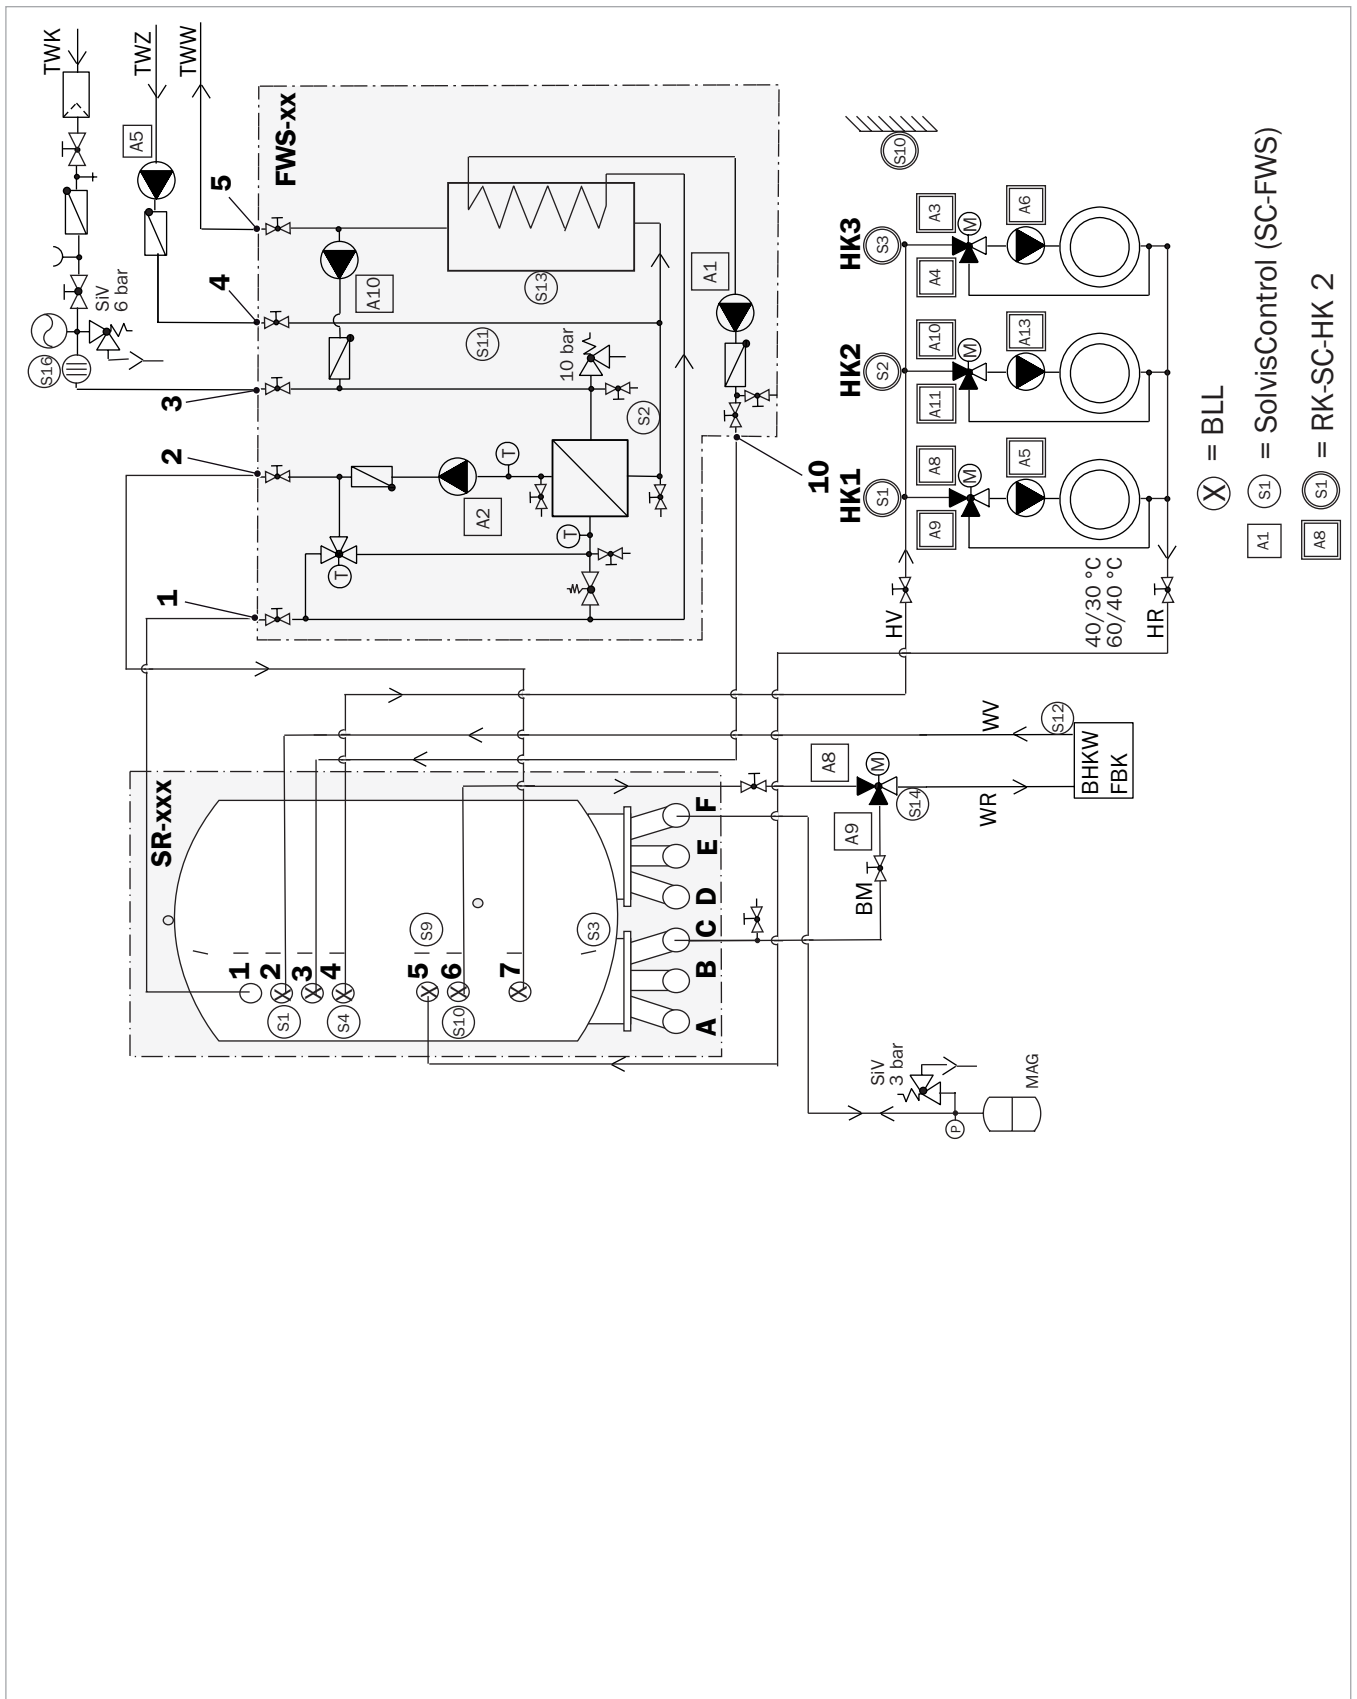 TWK
TWZ
TWW
A5
S16
SiV
6 bar
FWS-xx
5
4
3
2
1
A10
S13
S11
A1
10 bar
S2
A2
T
T
T
10
S10
HK3
S3
A3
M
A4
A6
HK2
S2
A10
M
A11
A13
HK1
S1
A8
M
A9
A5
HV
HR
40/30 °C
60/40 °C
SR-xxx
1
2
3
4
5
6
7
S1
S4
S9
S10
S3
A
B
C
D
E
F
A8
M
A9
S14
BM
WV
WR
S12
BHKW
FBK
SiV
3 bar
P
MAG
X = BLL
A1 S1 = SolvisControl (SC-FWS)
A8 S1 = RK-SC-HK 2